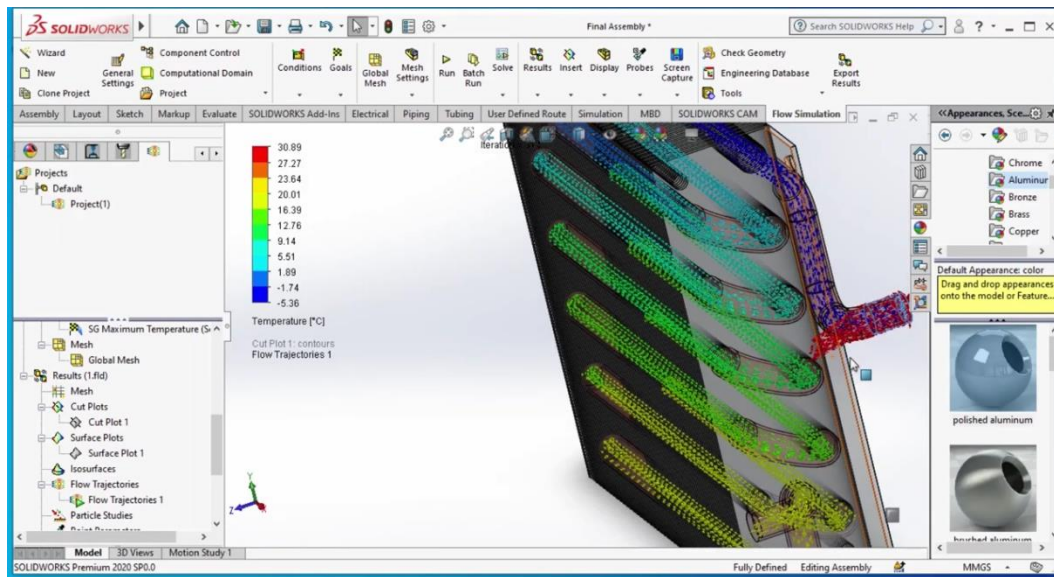 SOLIDWORKS
Final Assembly *
Search SOLIDWORKS Help
Wizard
New
Clone Project
General Settings
Component Control
Computational Domain
Project
Conditions
Goals
Global Mesh
Mesh Settings
Run
Batch Run
Solve
Results
Insert
Display
Probes
Screen Capture
Check Geometry
Engineering Database
Tools
Export Results
Assembly
Layout
Sketch
Markup
Evaluate
SOLIDWORKS Add-Ins
Electrical
Piping
Tubing
User Defined Route
Simulation
MBD
SOLIDWORKS CAM
Flow Simulation
Projects
Default
Project(1)
SG Maximum Temperature (S
Mesh
Global Mesh
Results (1.fld)
Mesh
Cut Plots
Cut Plot 1
Surface Plots
Surface Plot 1
Isosurfaces
Flow Trajectories
Flow Trajectories 1
Particle Studies
30.89
27.27
23.64
20.01
16.39
12.76
9.14
5.51
1.89
-1.74
-5.36
Temperature [°C]
Cut Plot 1: contours
Flow Trajectories 1
Y
Z
«Appearances, Sce...
Chrome
Aluminur
Bronze
Brass
Copper
Default Appearance: color
Drag and drop appearances
onto the model or Feature...
polished aluminum
brushed aluminum
Model
3D Views
Motion Study 1
SOLIDWORKS Premium 2020 SP0.0
Fully Defined
Editing Assembly
MMGS